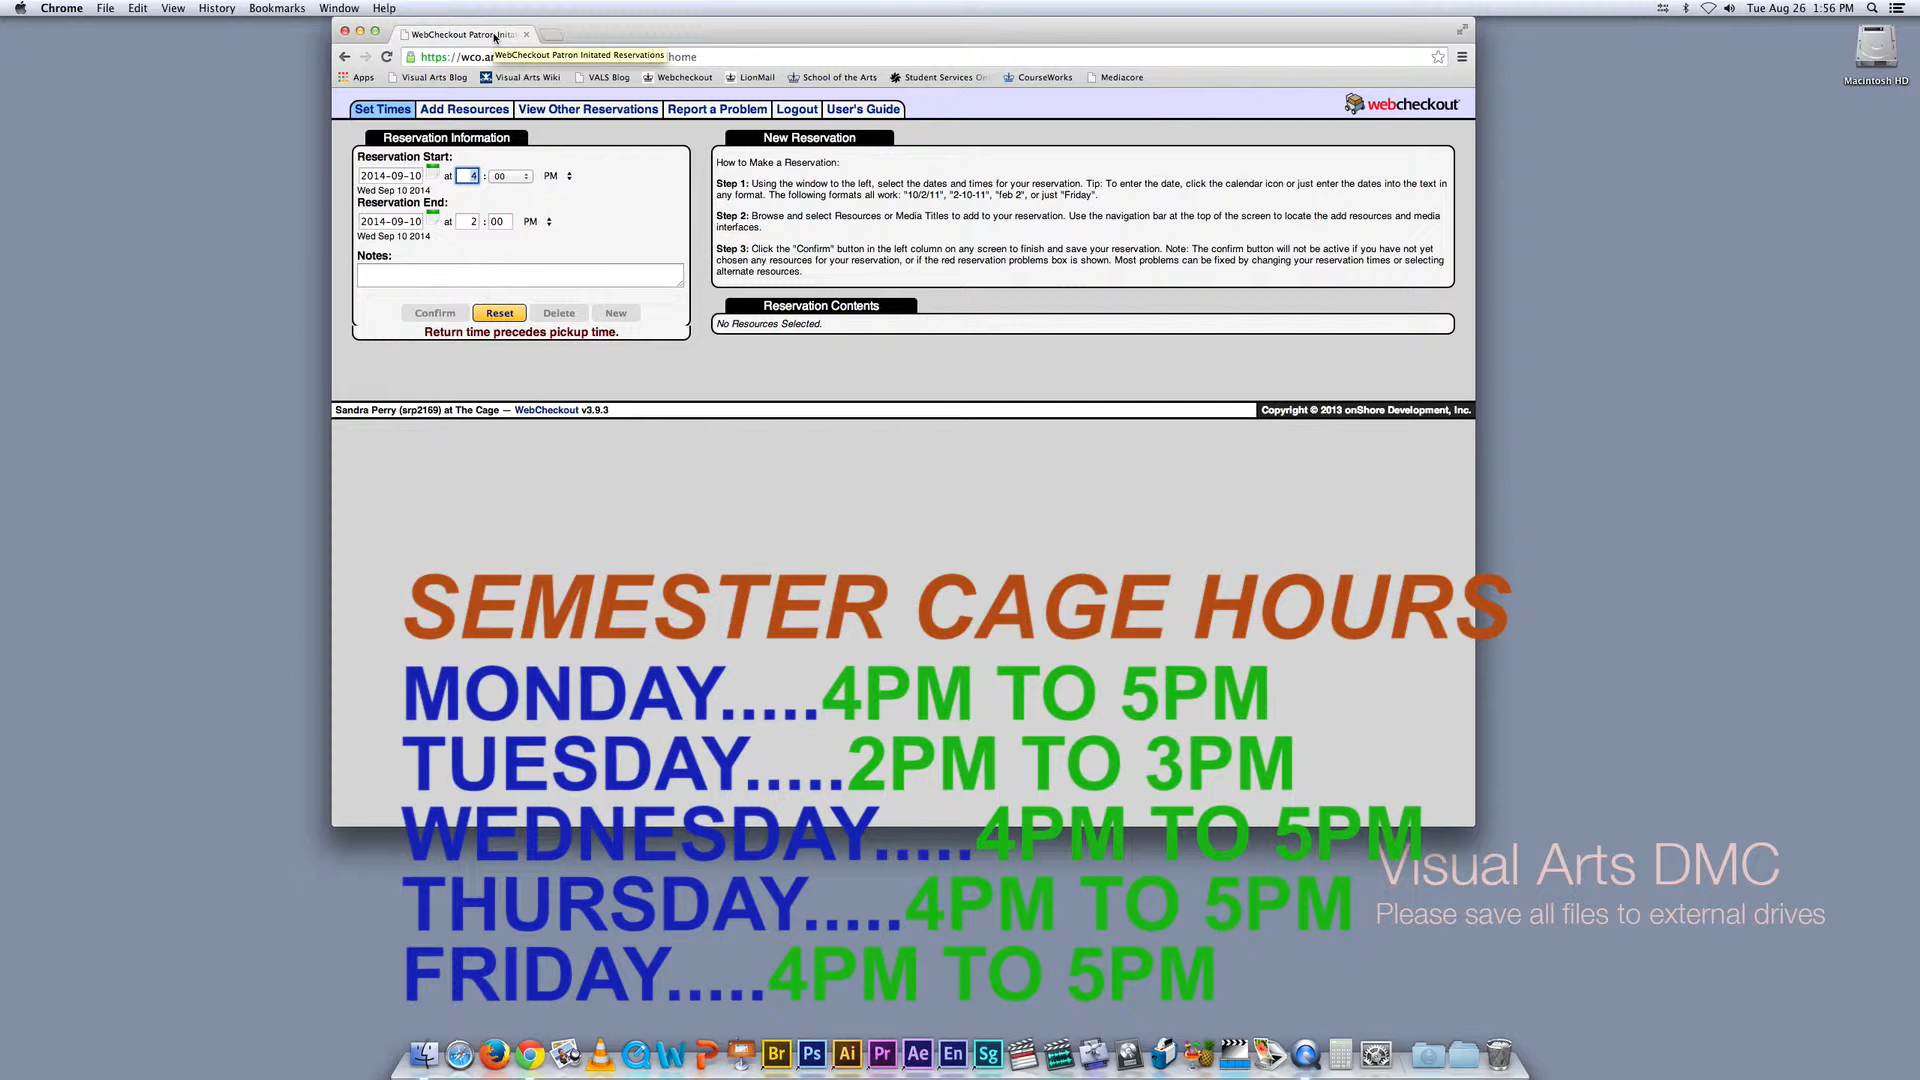 Chrome File Edit View History Bookmarks Window Help Tue Aug 26 1:56 PM
WebCheckout Patron Inita
WebCheckout Patron Initated Reservations
https://wco.ar home
Apps Visual Arts Blog Visual Arts Wiki VALS Blog Webcheckout LionMail School of the Arts Student Services On CourseWorks Mediacore
Macintosh HD
Set Times Add Resources View Other Reservations Report a Problem Logout User's Guide
webcheckout
Reservation Information
Reservation Start:
2014-09-10 at 4 : 00 PM
Wed Sep 10 2014
Reservation End:
2014-09-10 at 2 : 00 PM
Wed Sep 10 2014
Notes:
Confirm Reset Delete New
Return time precedes pickup time.
New Reservation
How to Make a Reservation:
Step 1: Using the window to the left, select the dates and times for your reservation. Tip: To enter the date, click the calendar icon or just enter the dates into the text in
any format. The following formats all work: "10/2/11", "2-10-11", "feb 2", or just "Friday".
Step 2: Browse and select Resources or Media Titles to add to your reservation. Use the navigation bar at the top of the screen to locate the add resources and media
interfaces.
Step 3: Click the "Confirm" button in the left column on any screen to finish and save your reservation. Note: The confirm button will not be active if you have not yet
chosen any resources for your reservation, or if the red reservation problems box is shown. Most problems can be fixed by changing your reservation times or selecting
alternate resources.
Reservation Contents
No Resources Selected.
Sandra Perry (srp2169) at The Cage — WebCheckout v3.9.3
Copyright © 2013 onShore Development, Inc.
SEMESTER CAGE HOURS
MONDAY.....4PM TO 5PM
TUESDAY.....2PM TO 3PM
WEDNESDAY.....4PM TO 5PM
THURSDAY.....4PM TO 5PM
FRIDAY.....4PM TO 5PM
Visual Arts DMC
Please save all files to external drives
Br Ps Ai Pr Ae En Sg